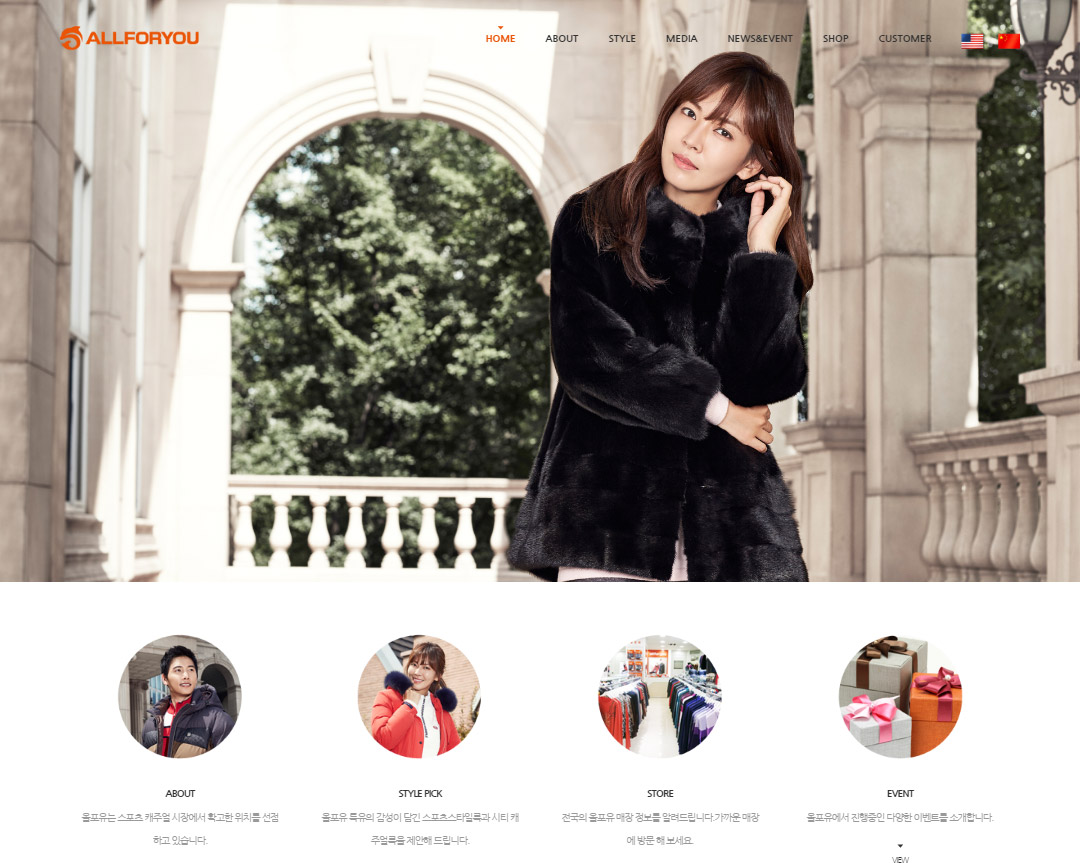 ALLFORYOU
HOME ABOUT STYLE MEDIA NEWS&EVENT SHOP CUSTOMER
ABOUT
올포유는 스포츠 캐주얼 시장에서 확고한 위치를 선점
하고 있습니다.
STYLE PICK
올포유 특유의 감성이 담긴 스포츠스타일룩과 시티 캐
주얼룩을 제안해 드립니다.
STORE
전국의 올포유 매장 정보를 알려드립니다.가까운 매장
에 방문 해 보세요.
EVENT
올포유에서 진행중인 다양한 이벤트를 소개합니다.
VIEW